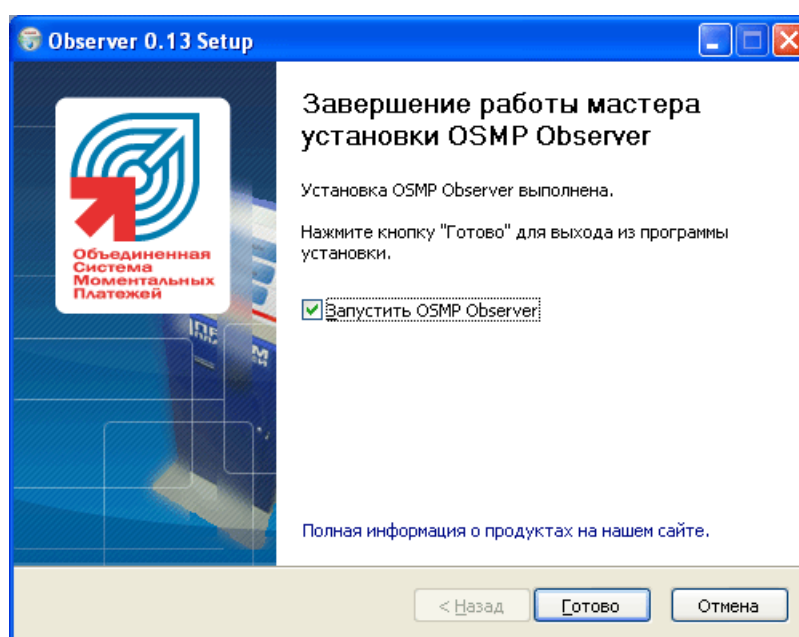 Observer 0.13 Setup
Завершение работы мастера
установки OSMP Observer
Установка OSMP Observer выполнена.
Нажмите кнопку "Готово" для выхода из программы
установки.
Запустить OSMP Observer
Объединенная
Система
Моментальных
Платежей
Полная информация о продуктах на нашем сайте.
< Назад
Готово
Отмена